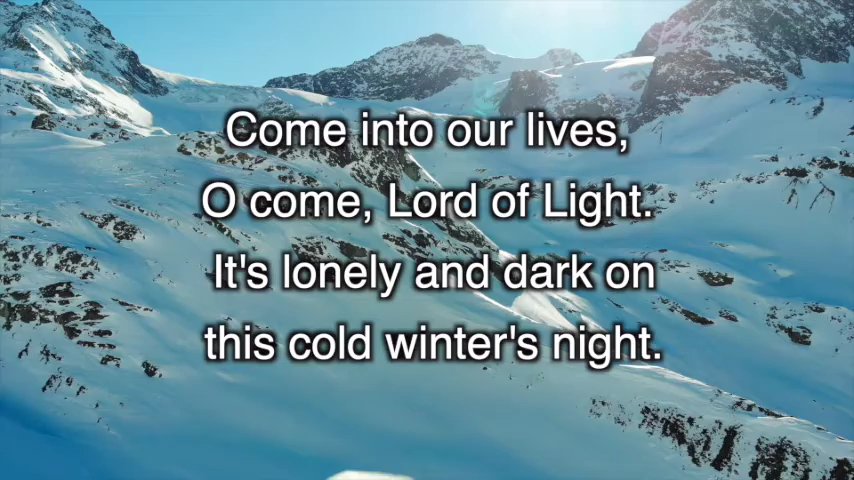 Come into our lives,
O come, Lord of Light.
It's lonely and dark on
this cold winter's night.